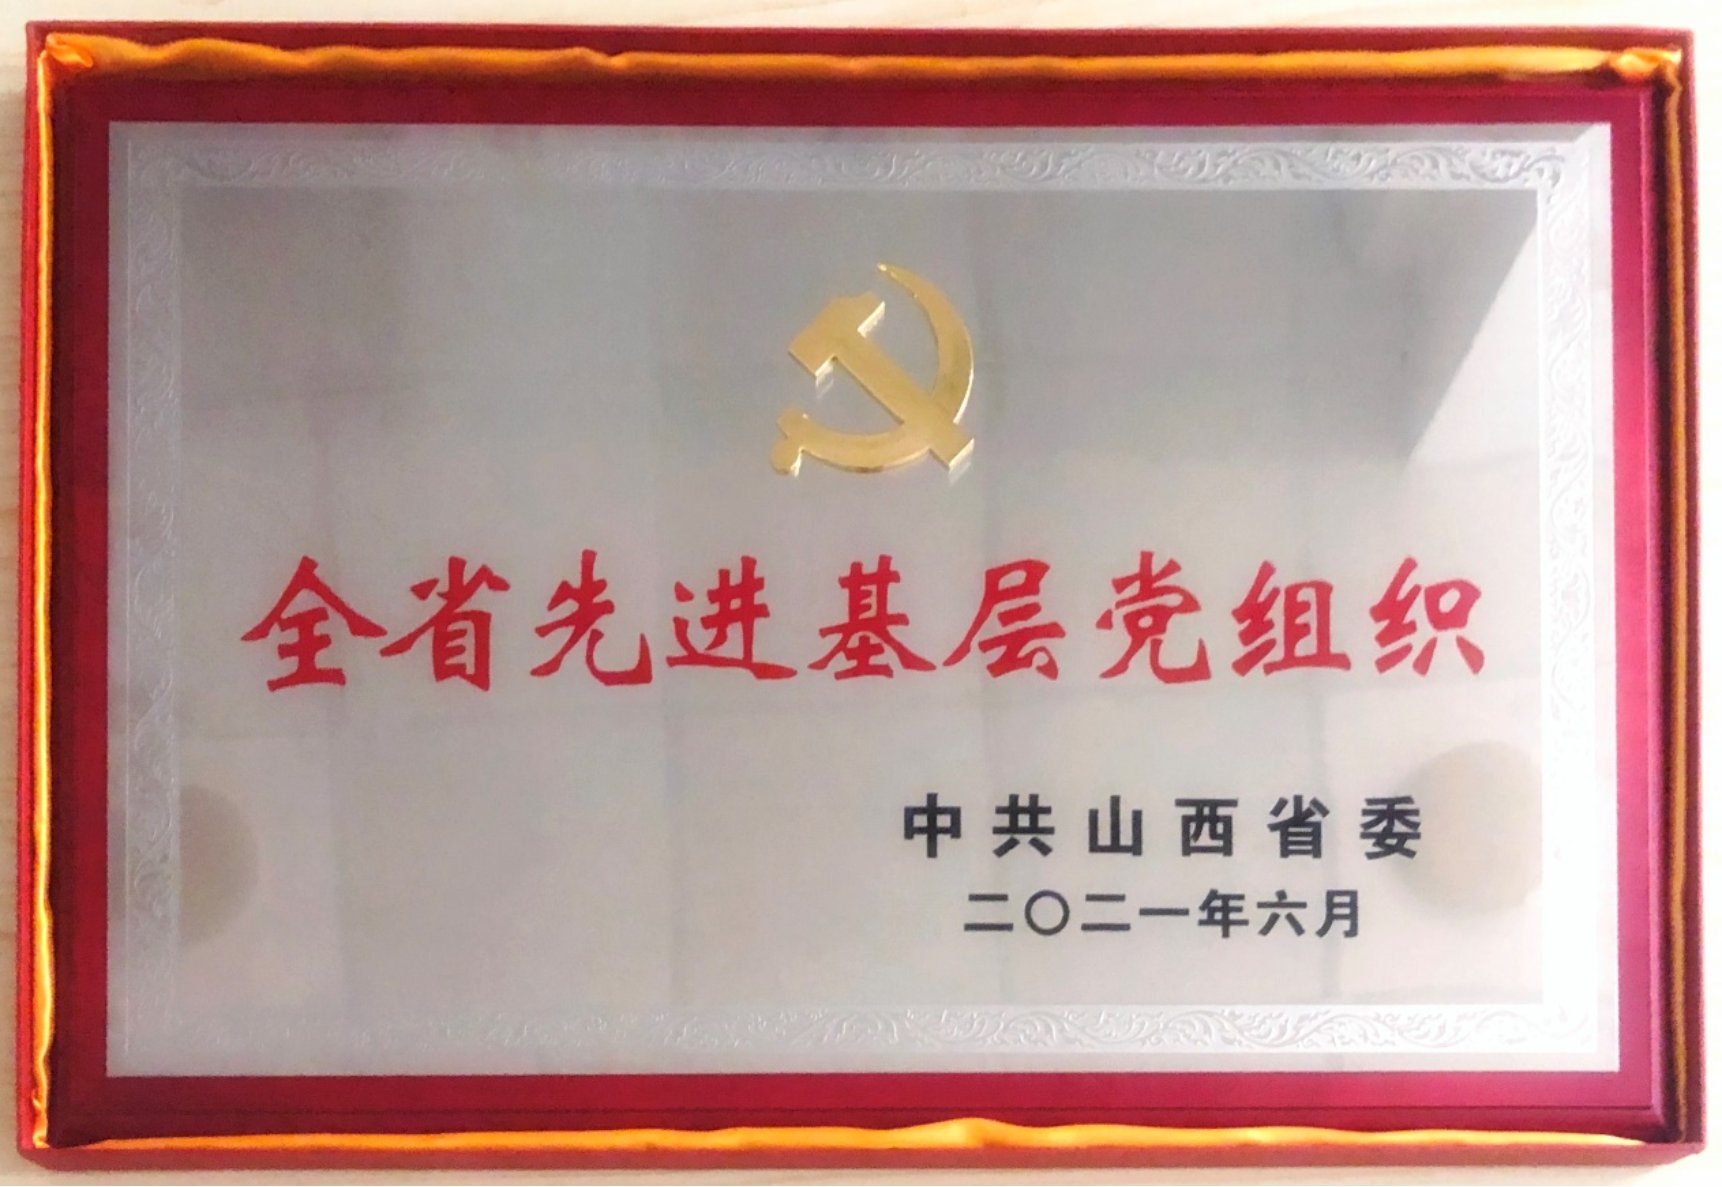 全省先进基层党组织
中共山西省委
二〇二一年六月